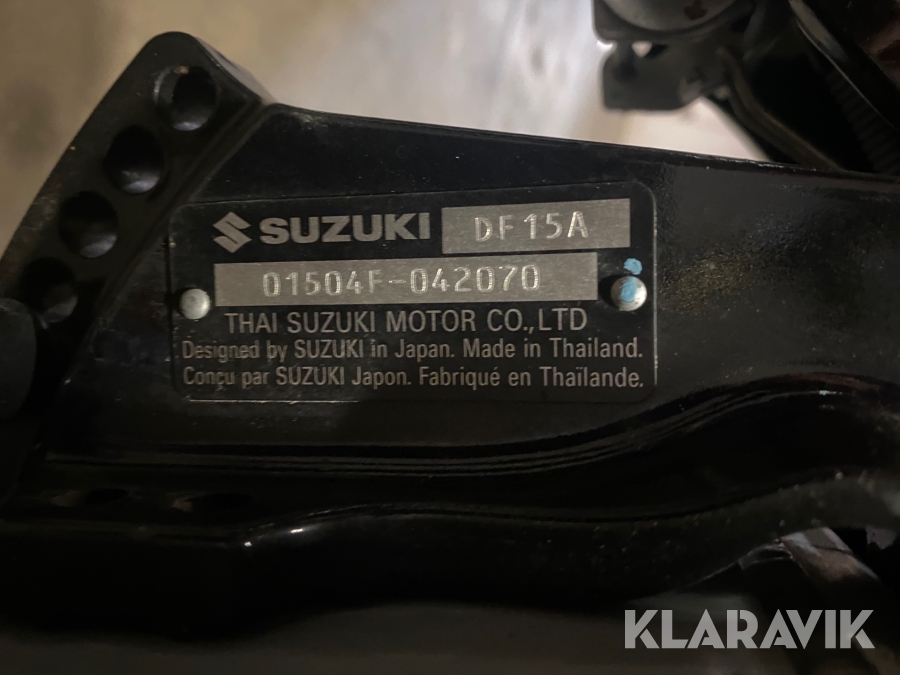 SUZUKI DF15A
01504F-042070
THAI SUZUKI MOTOR CO.,LTD
Designed by SUZUKI in Japan. Made in Thailand.
Conçu par SUZUKI Japon. Fabriqué en Thaïlande.
KLARAVIK